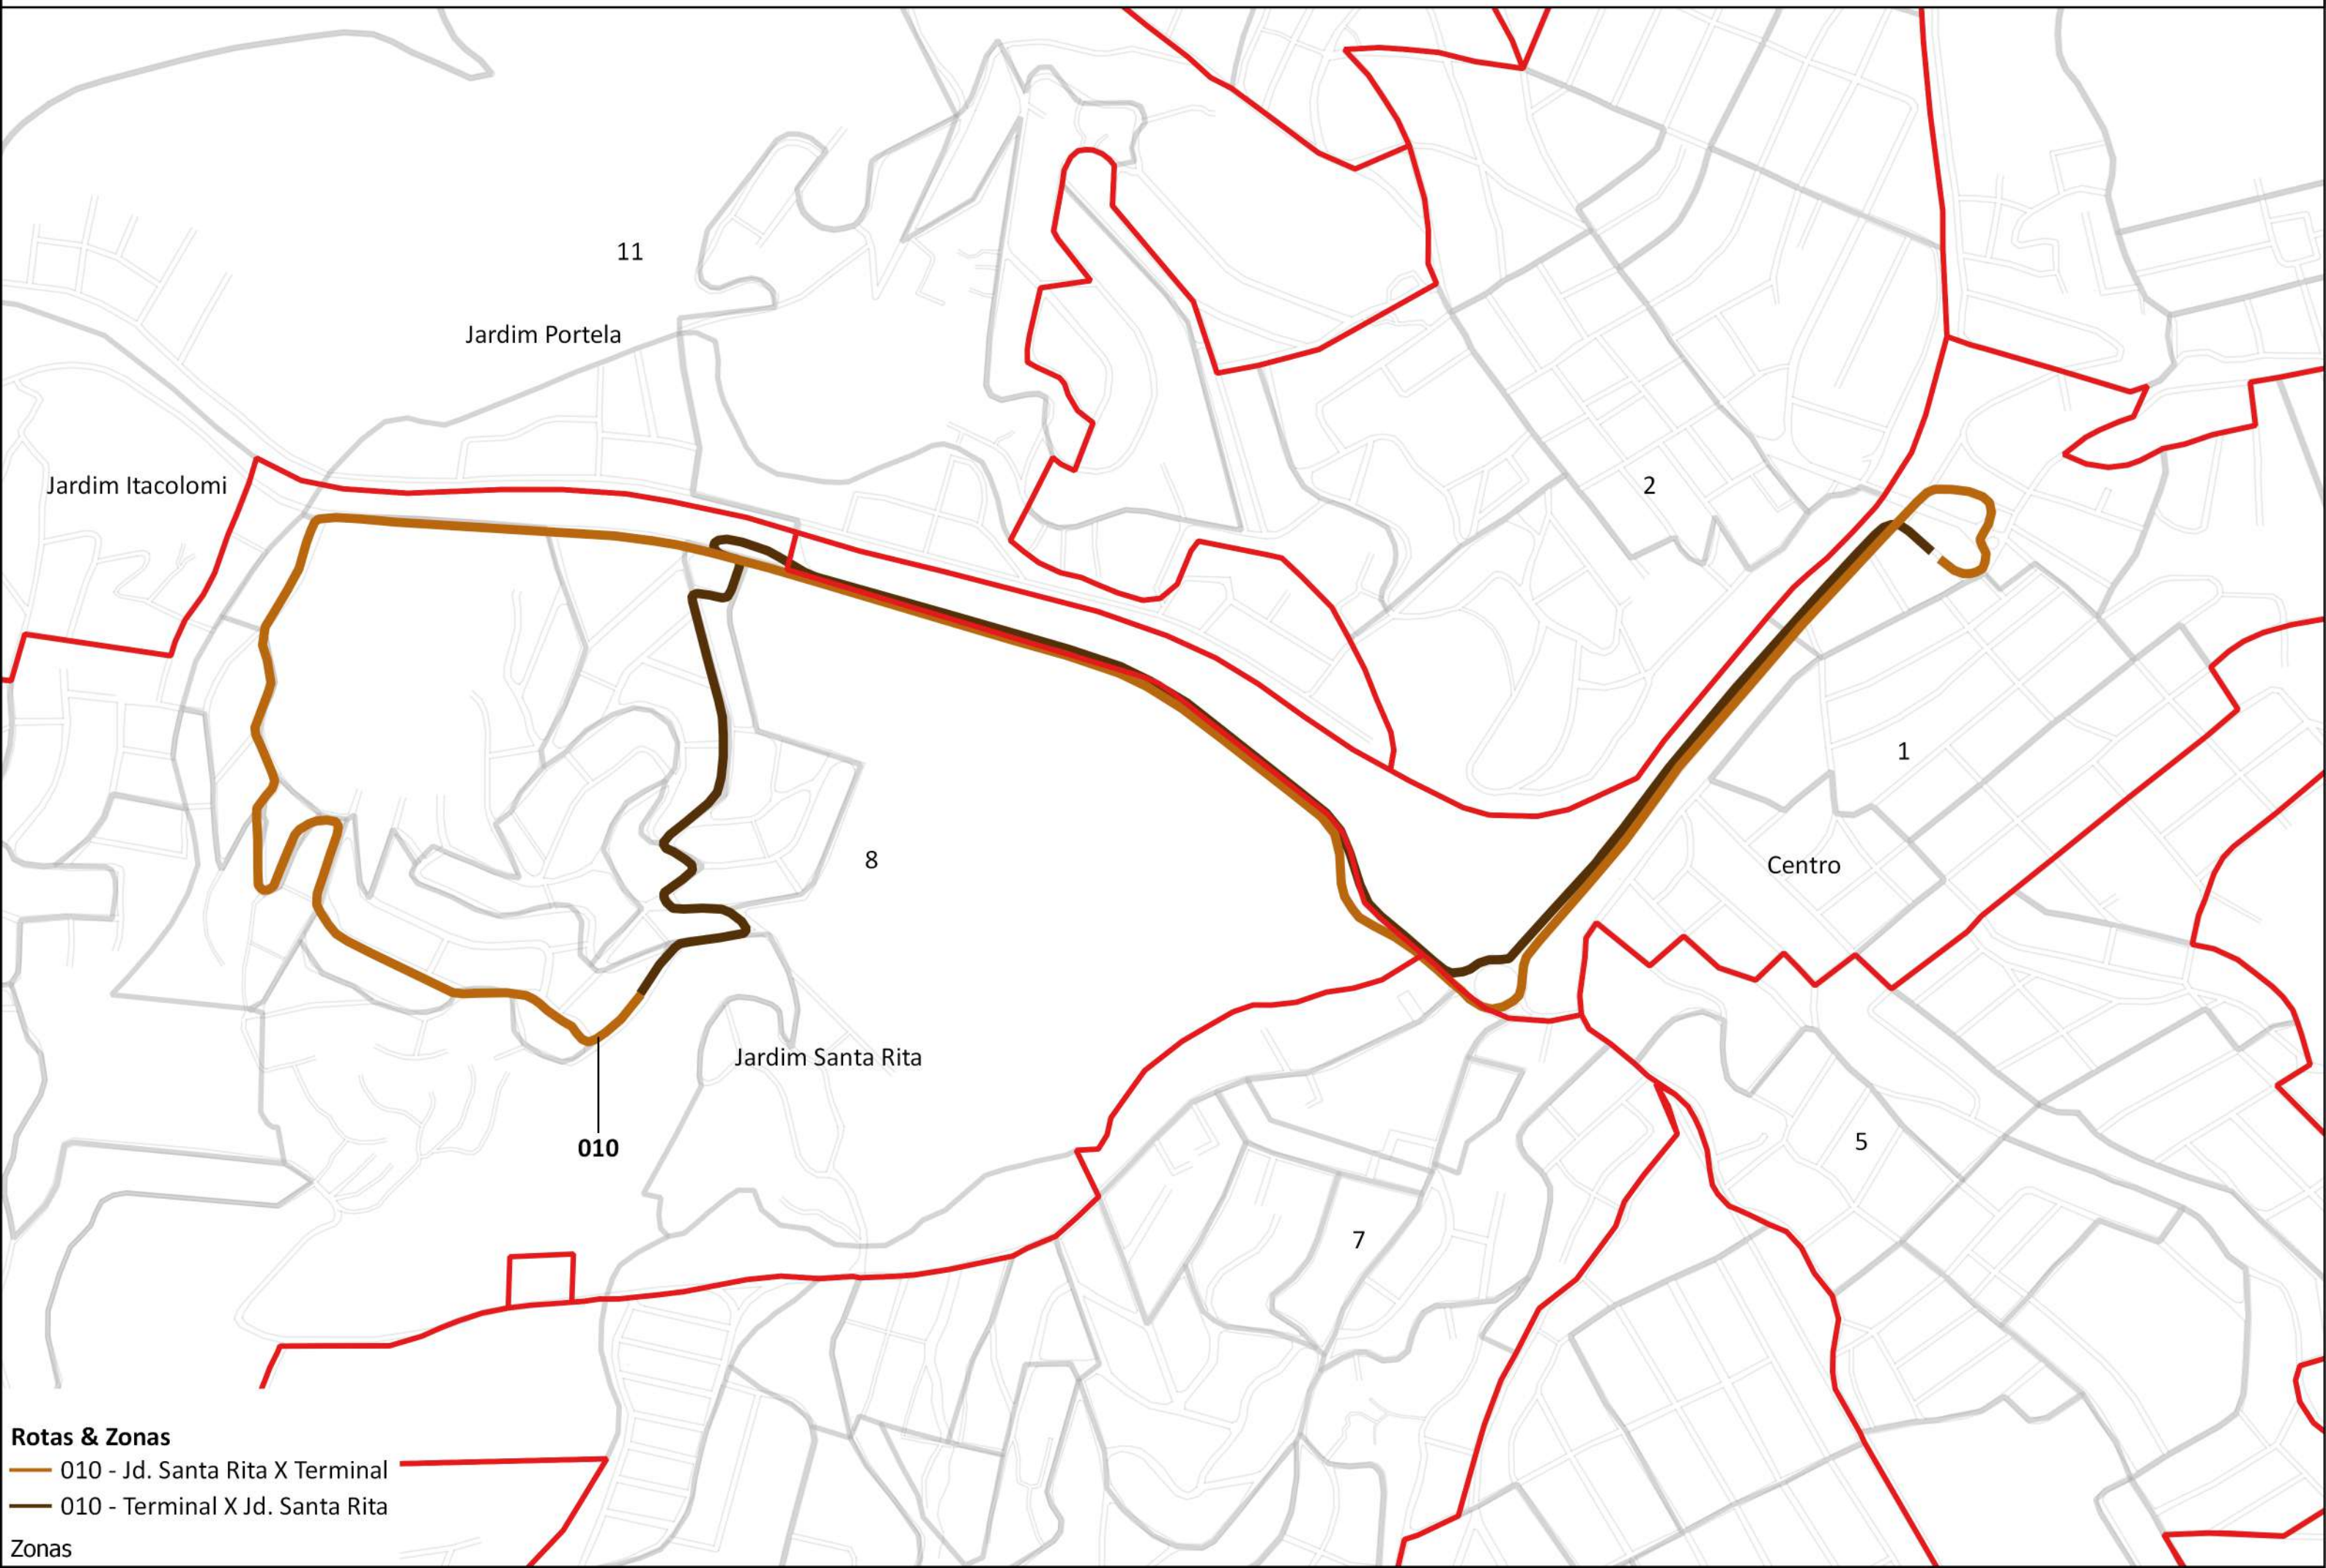 11
Jardim Portela
Jardim Itacolomi
2
1
8
Centro
Jardim Santa Rita
010
5
7
Rotas & Zonas
010 - Jd. Santa Rita X Terminal
010 - Terminal X Jd. Santa Rita
Zonas